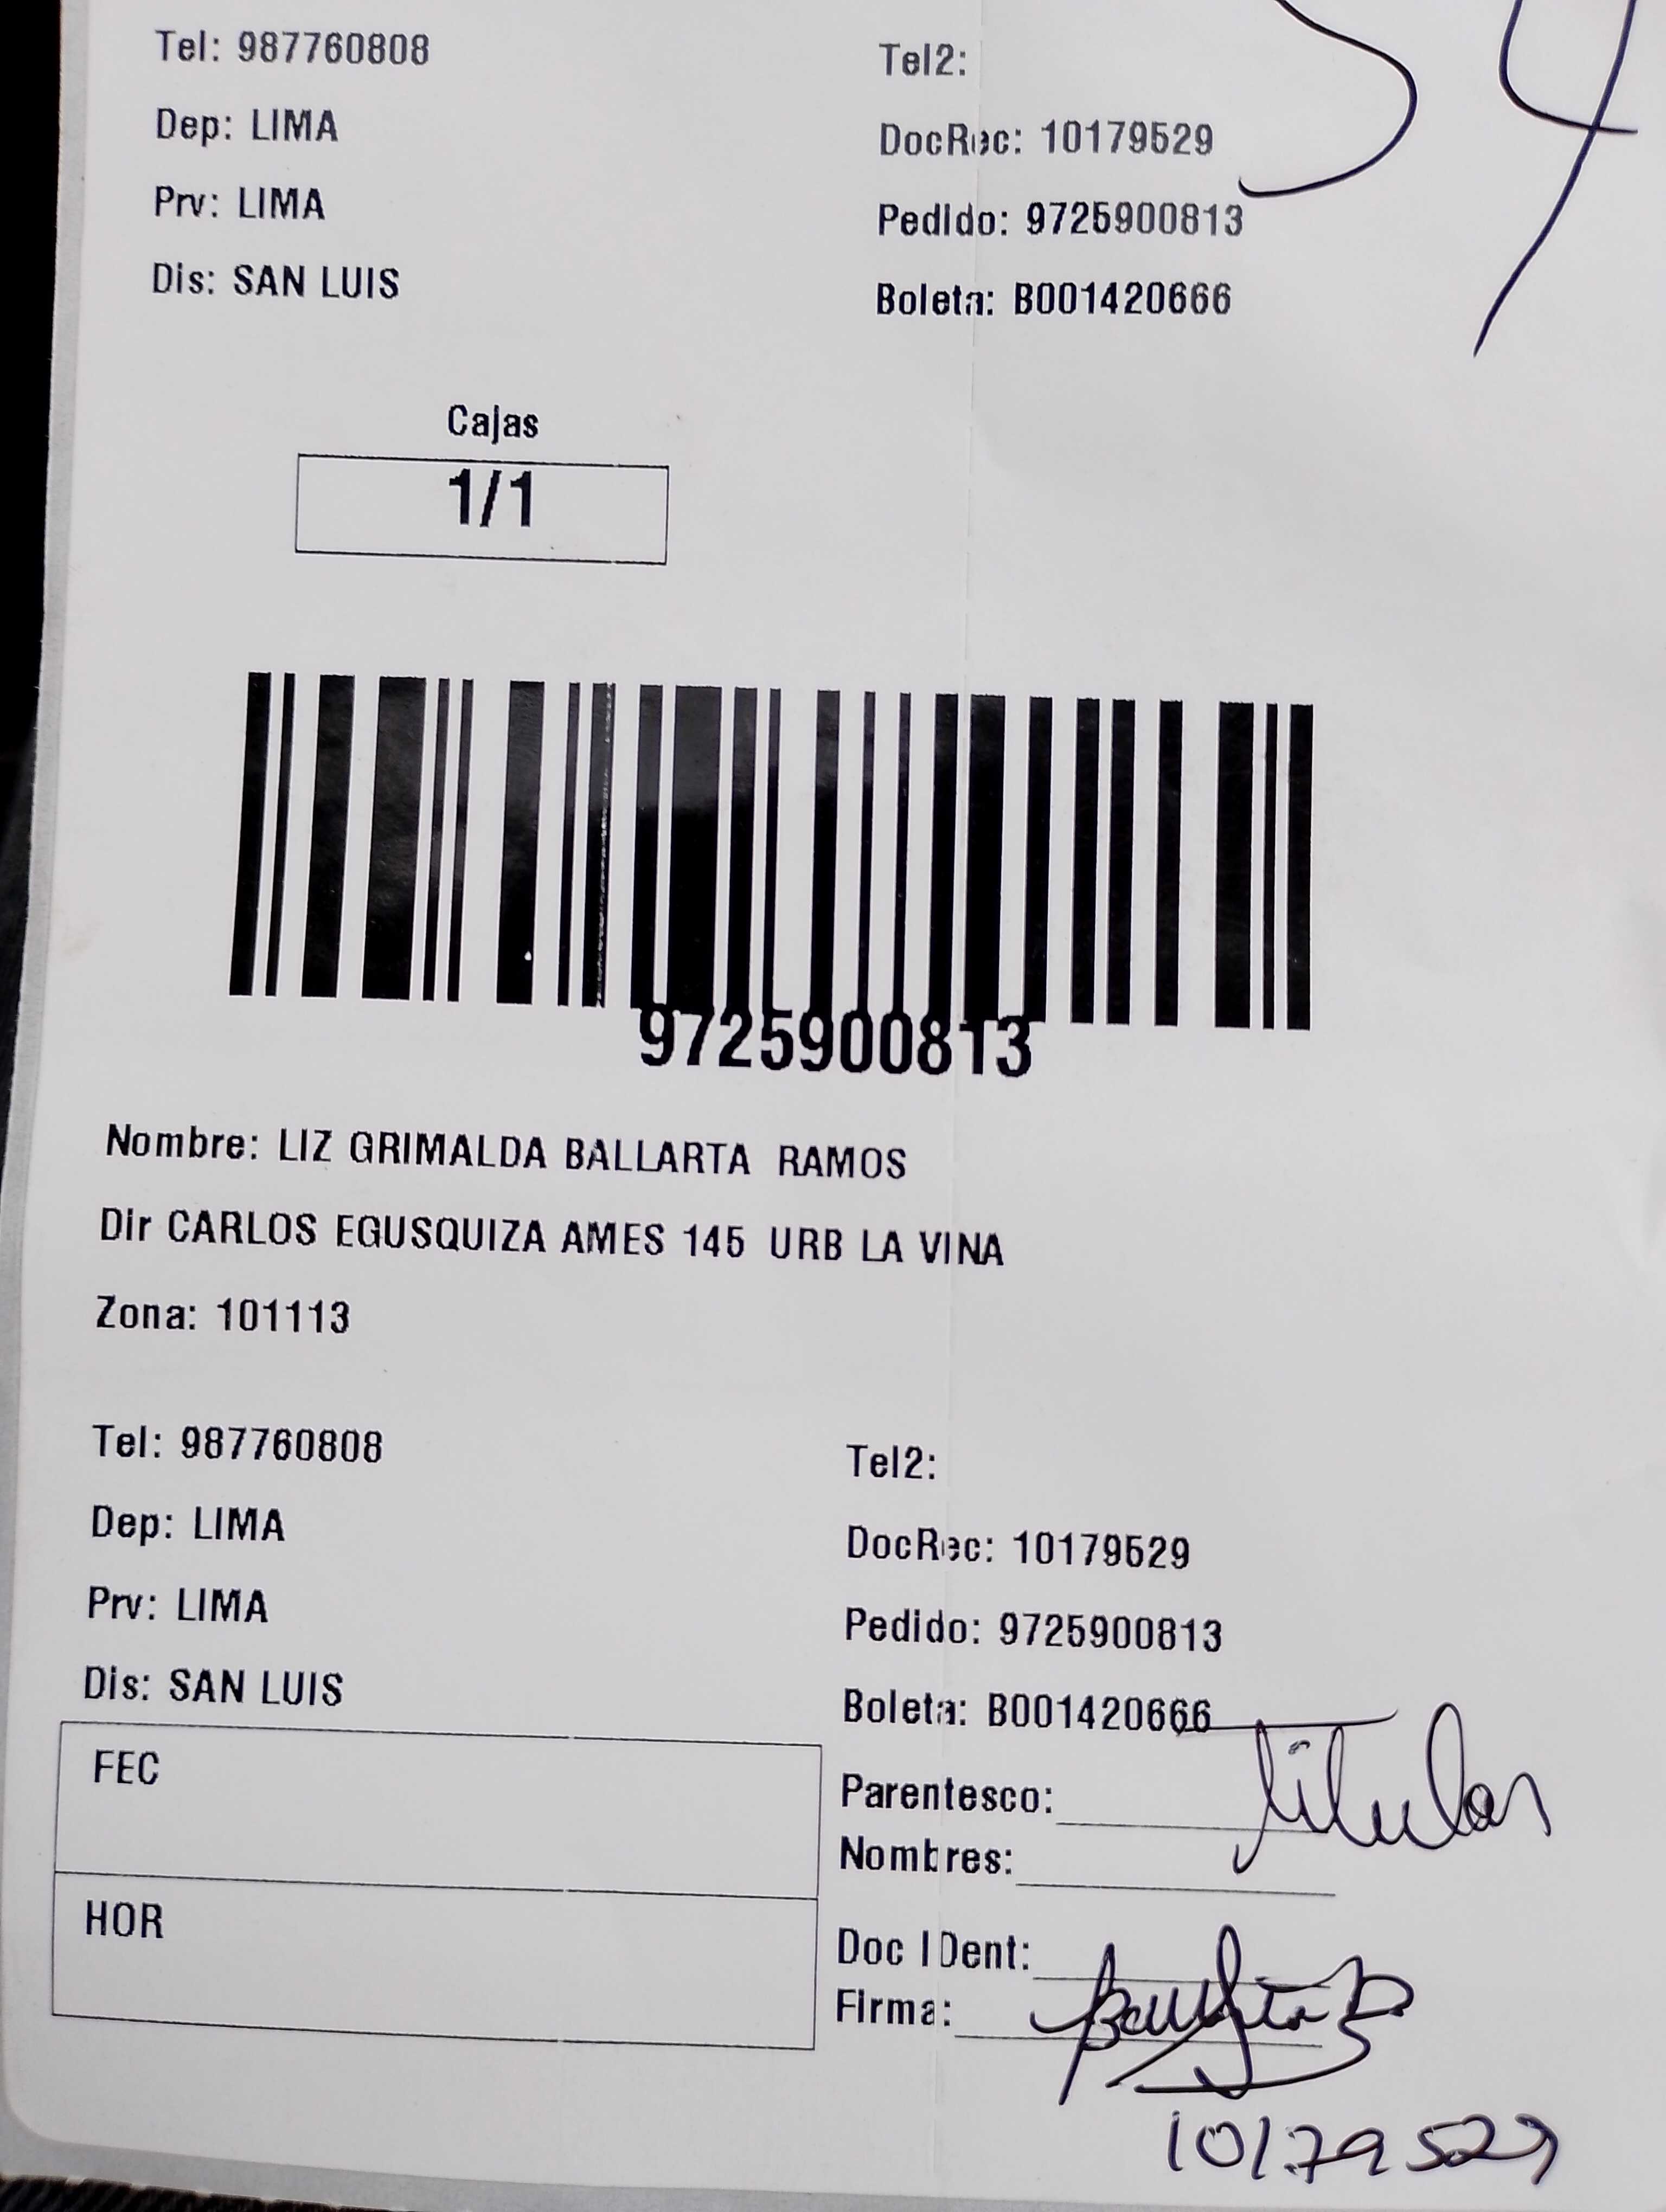 Tel: 987760808
Tel2:
Dep: LIMA
DocRec: 10179529
Prv: LIMA
Pedido: 9725900813
Dis: SAN LUIS
Boleta: B001420666
54
Cajas
1/1
9725900813
Nombre: LIZ GRIMALDA BALLARTA RAMOS
Dir CARLOS EGUSQUIZA AMES 145 URB LA VINA
Zona: 101113
Tel: 987760808
Tel2:
Dep: LIMA
DocRec: 10179529
Prv: LIMA
Pedido: 9725900813
Dis: SAN LUIS
Boleta: B001420666
FEC
Parentesco: Titular
Nombres:
HOR
Doc IDent:
Firma:
10179529